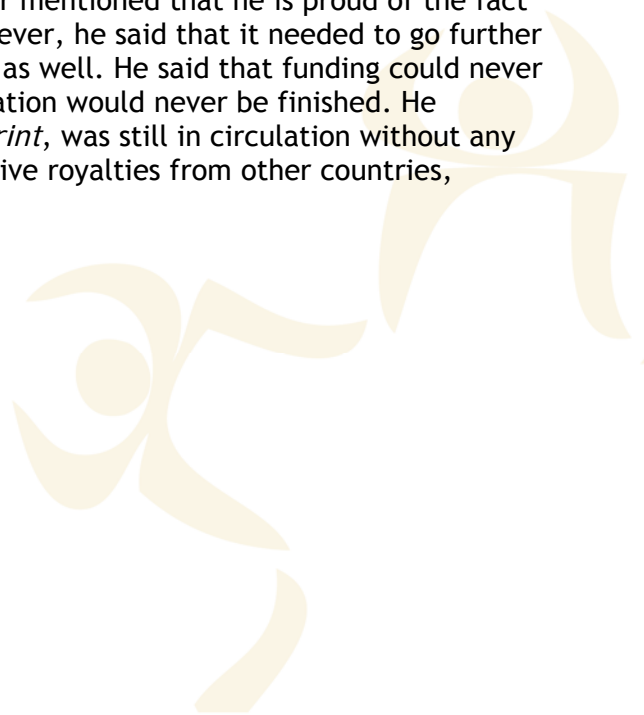 mentioned that he is proud of the fact
ever, he said that it needed to go further
as well. He said that funding could never
ation would never be finished. He
rint, was still in circulation without any
ive royalties from other countries,